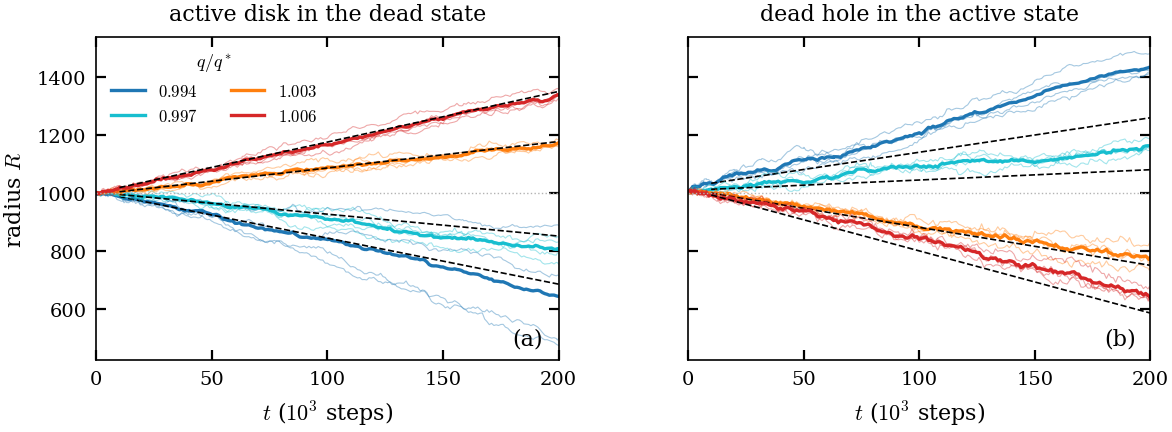 active disk in the dead state
dead hole in the active state
q/q*
0.994
1.003
0.997
1.006
1400
1200
1000
800
600
radius R
(a)
(b)
0
50
100
150
200
0
50
100
150
200
t (10³ steps)
t (10³ steps)